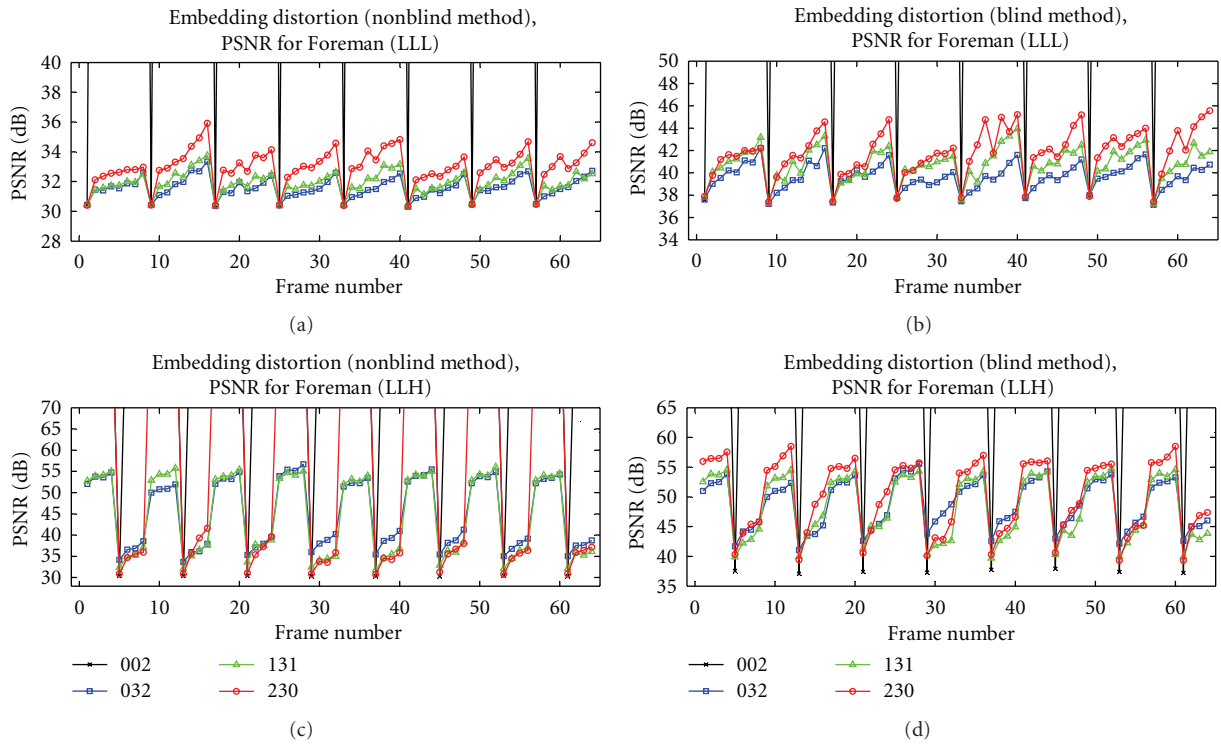 Embedding distortion (nonblind method),
PSNR for Foreman (LLL)
40
38
36
34
32
30
28
PSNR (dB)
0 10 20 30 40 50 60
Frame number
(a)
Embedding distortion (blind method),
PSNR for Foreman (LLL)
50
48
46
44
42
40
38
36
34
PSNR (dB)
0 10 20 30 40 50 60
Frame number
(b)
Embedding distortion (nonblind method),
PSNR for Foreman (LLH)
70
65
60
55
50
45
40
35
30
PSNR (dB)
0 10 20 30 40 50 60
Frame number
002 131
032 230
(c)
Embedding distortion (blind method),
PSNR for Foreman (LLH)
65
60
55
50
45
40
35
PSNR (dB)
0 10 20 30 40 50 60
Frame number
002 131
032 230
(d)